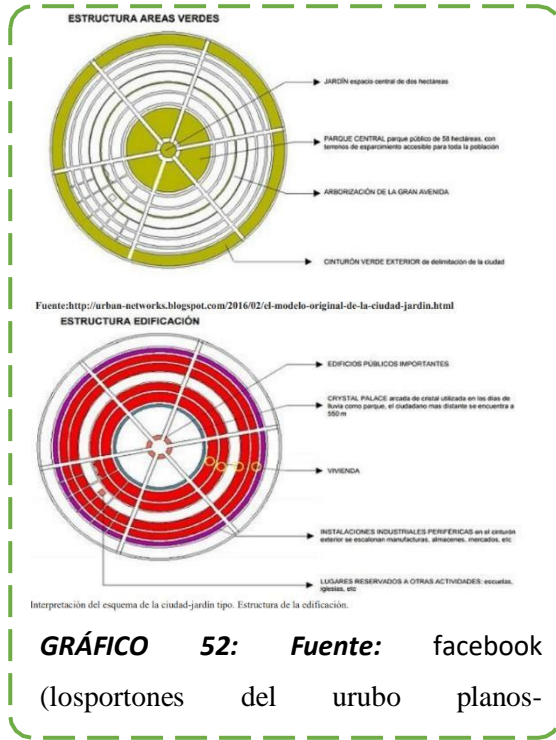 ESTRUCTURA AREAS VERDES
JARDÍN espacio central de dos hectáreas
PARQUE CENTRAL parque público de 58 hectáreas, con
terrenos de esparcimiento accesible para toda la población
ARBORIZACIÓN DE LA GRAN AVENIDA
CINTURÓN VERDE EXTERIOR de delimitación de la ciudad
Fuente:http://urban-networks.blogspot.com/2016/02/el-modelo-original-de-la-ciudad-jardin.html
ESTRUCTURA EDIFICACIÓN
EDIFICIOS PÚBLICOS IMPORTANTES
CRYSTAL PALACE arcada de cristal utilizada en los dias de
lluvia como parque, el ciudadano mas distante se encuentra a
550 m
VIVIENDA
INSTALACIONES INDUSTRIALES PERIFÉRICAS en el cinturón
exterior se escalonan manufacturas, almacenes, mercados, etc
LUGARES RESERVADOS A OTRAS ACTIVIDADES: escuelas,
iglesias, etc
Interpretación del esquema de la ciudad-jardín tipo. Estructura de la edificación.
GRÁFICO 52: Fuente: facebook
(losportones del urubo planos-